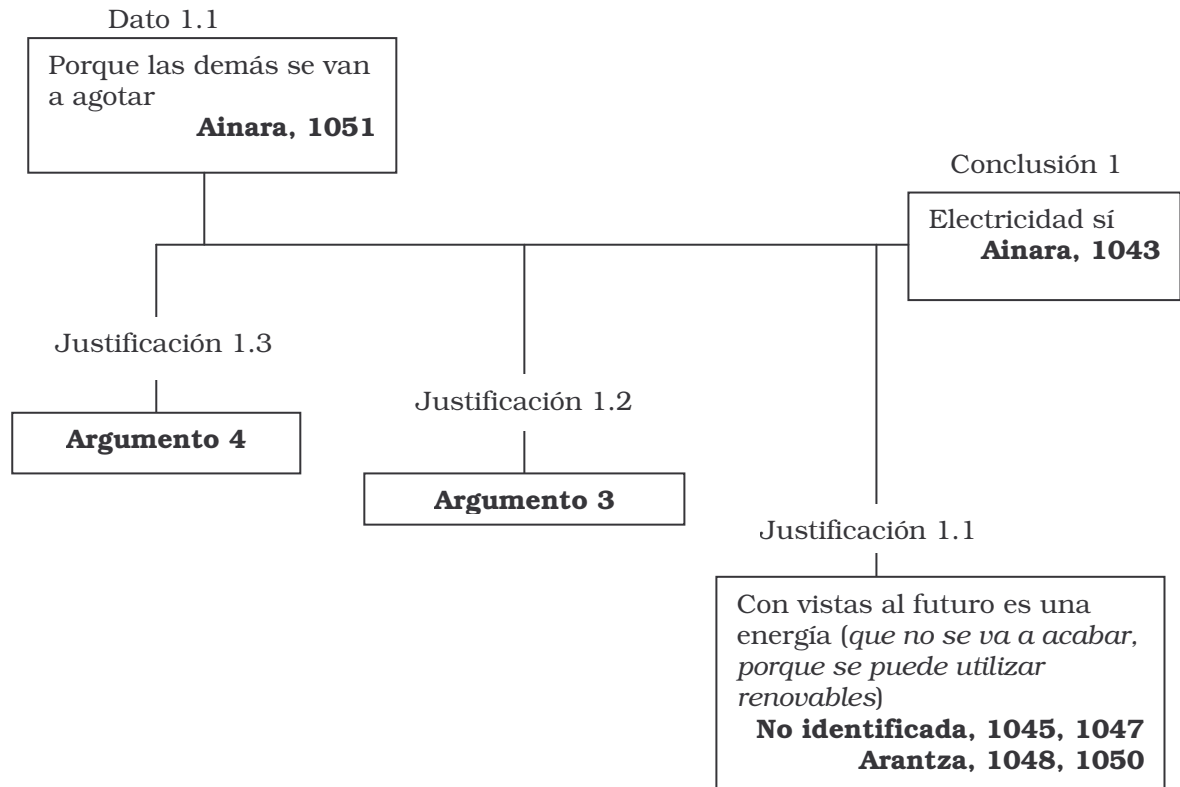 Dato 1.1
Porque las demás se van
a agotar
Ainara, 1051
Conclusión 1
Electricidad sí
Ainara, 1043
Justificación 1.3
Argumento 4
Justificación 1.2
Argumento 3
Justificación 1.1
Con vistas al futuro es una
energía (que no se va a acabar,
porque se puede utilizar
renovables)
No identificada, 1045, 1047
Arantza, 1048, 1050